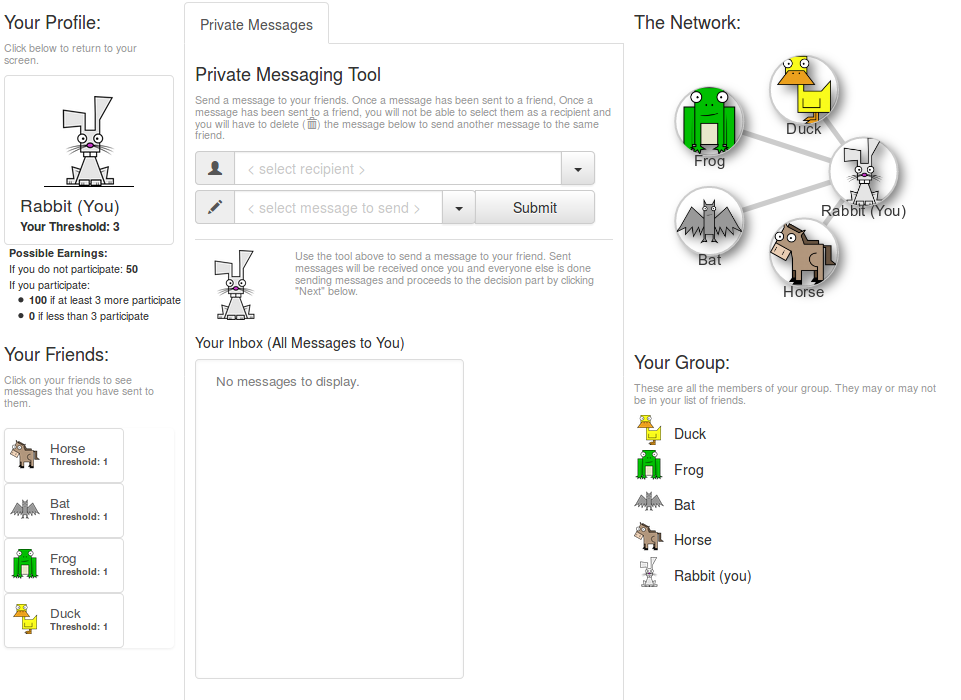 Your Profile:
Click below to return to your
screen.
Rabbit (You)
Your Threshold: 3
Possible Earnings:
If you do not participate: 50
If you participate:
● 100 if at least 3 more participate
● 0 if less than 3 participate
Your Friends:
Click on your friends to see
messages that you have sent to
them.
Horse
Threshold: 1
Bat
Threshold: 1
Frog
Threshold: 1
Duck
Threshold: 1
Private Messages
Private Messaging Tool
Send a message to your friends. Once a message has been sent to a friend, Once a
message has been sent to a friend, you will not be able to select them as a recipient and
you will have to delete ( ) the message below to send another message to the same
friend.
< select recipient >
< select message to send >
Submit
Use the tool above to send a message to your friend. Sent
messages will be received once you and everyone else is done
sending messages and proceeds to the decision part by clicking
"Next" below.
Your Inbox (All Messages to You)
No messages to display.
The Network:
Duck
Frog
Rabbit (You)
Bat
Horse
Your Group:
These are all the members of your group. They may or may not
be in your list of friends.
Duck
Frog
Bat
Horse
Rabbit (you)